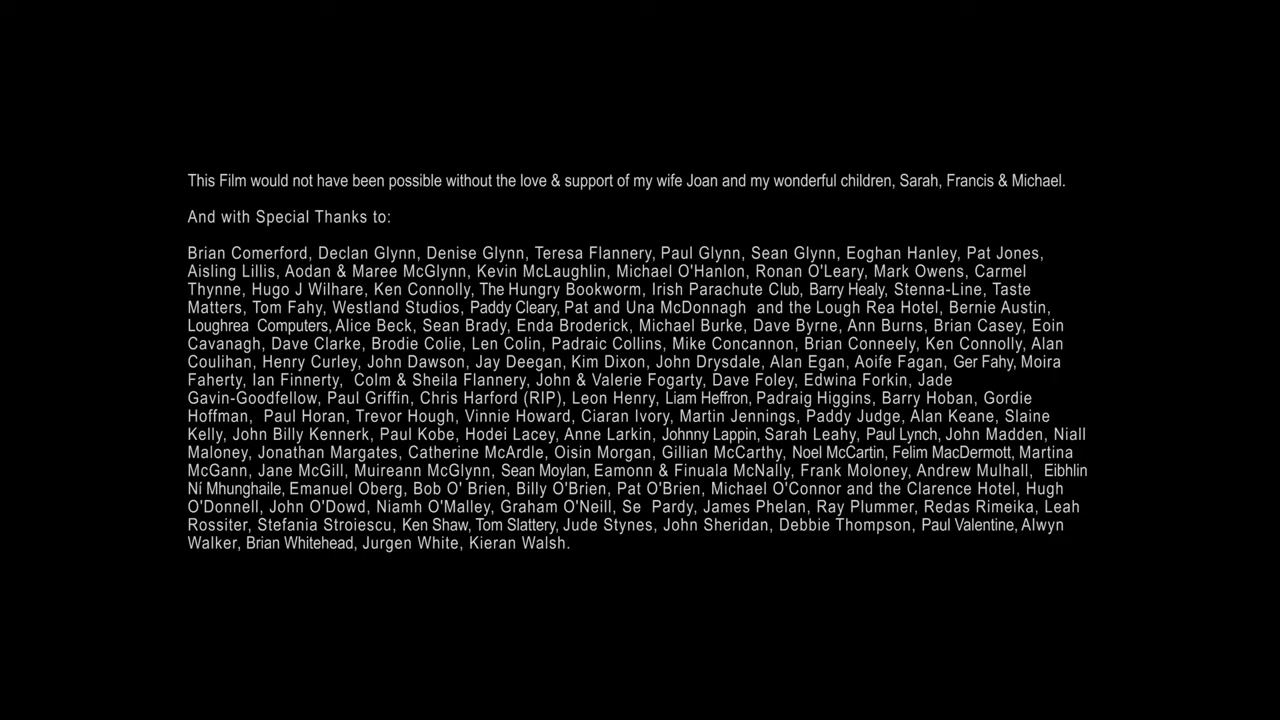 This Film would not have been possible without the love & support of my wife Joan and my wonderful children, Sarah, Francis & Michael.
And with Special Thanks to:
Brian Comerford, Declan Glynn, Denise Glynn, Teresa Flannery, Paul Glynn, Sean Glynn, Eoghan Hanley, Pat Jones,
Aisling Lillis, Aodan & Maree McGlynn, Kevin McLaughlin, Michael O'Hanlon, Ronan O'Leary, Mark Owens, Carmel
Thynne, Hugo J Wilhare, Ken Connolly, The Hungry Bookworm, Irish Parachute Club, Barry Healy, Stenna-Line, Taste
Matters, Tom Fahy, Westland Studios, Paddy Cleary, Pat and Una McDonnagh and the Lough Rea Hotel, Bernie Austin,
Loughrea Computers, Alice Beck, Sean Brady, Enda Broderick, Michael Burke, Dave Byrne, Ann Burns, Brian Casey, Eoin
Cavanagh, Dave Clarke, Brodie Colie, Len Colin, Padraic Collins, Mike Concannon, Brian Conneely, Ken Connolly, Alan
Coulihan, Henry Curley, John Dawson, Jay Deegan, Kim Dixon, John Drysdale, Alan Egan, Aoife Fagan, Ger Fahy, Moira
Faherty, Ian Finnerty, Colm & Sheila Flannery, John & Valerie Fogarty, Dave Foley, Edwina Forkin, Jade
Gavin-Goodfellow, Paul Griffin, Chris Harford (RIP), Leon Henry, Liam Heffron, Padraig Higgins, Barry Hoban, Gordie
Hoffman, Paul Horan, Trevor Hough, Vinnie Howard, Ciaran Ivory, Martin Jennings, Paddy Judge, Alan Keane, Slaine
Kelly, John Billy Kennerk, Paul Kobe, Hodei Lacey, Anne Larkin, Johnny Lappin, Sarah Leahy, Paul Lynch, John Madden, Niall
Maloney, Jonathan Margates, Catherine McArdle, Oisin Morgan, Gillian McCarthy, Noel McCartin, Felim MacDermott, Martina
McGann, Jane McGill, Muireann McGlynn, Sean Moylan, Eamonn & Finuala McNally, Frank Moloney, Andrew Mulhall, Eibhlin
Ní Mhunghaile, Emanuel Oberg, Bob O' Brien, Billy O'Brien, Pat O'Brien, Michael O'Connor and the Clarence Hotel, Hugh
O'Donnell, John O'Dowd, Niamh O'Malley, Graham O'Neill, Se Pardy, James Phelan, Ray Plummer, Redas Rimeika, Leah
Rossiter, Stefania Stroiescu, Ken Shaw, Tom Slattery, Jude Stynes, John Sheridan, Debbie Thompson, Paul Valentine, Alwyn
Walker, Brian Whitehead, Jurgen White, Kieran Walsh.